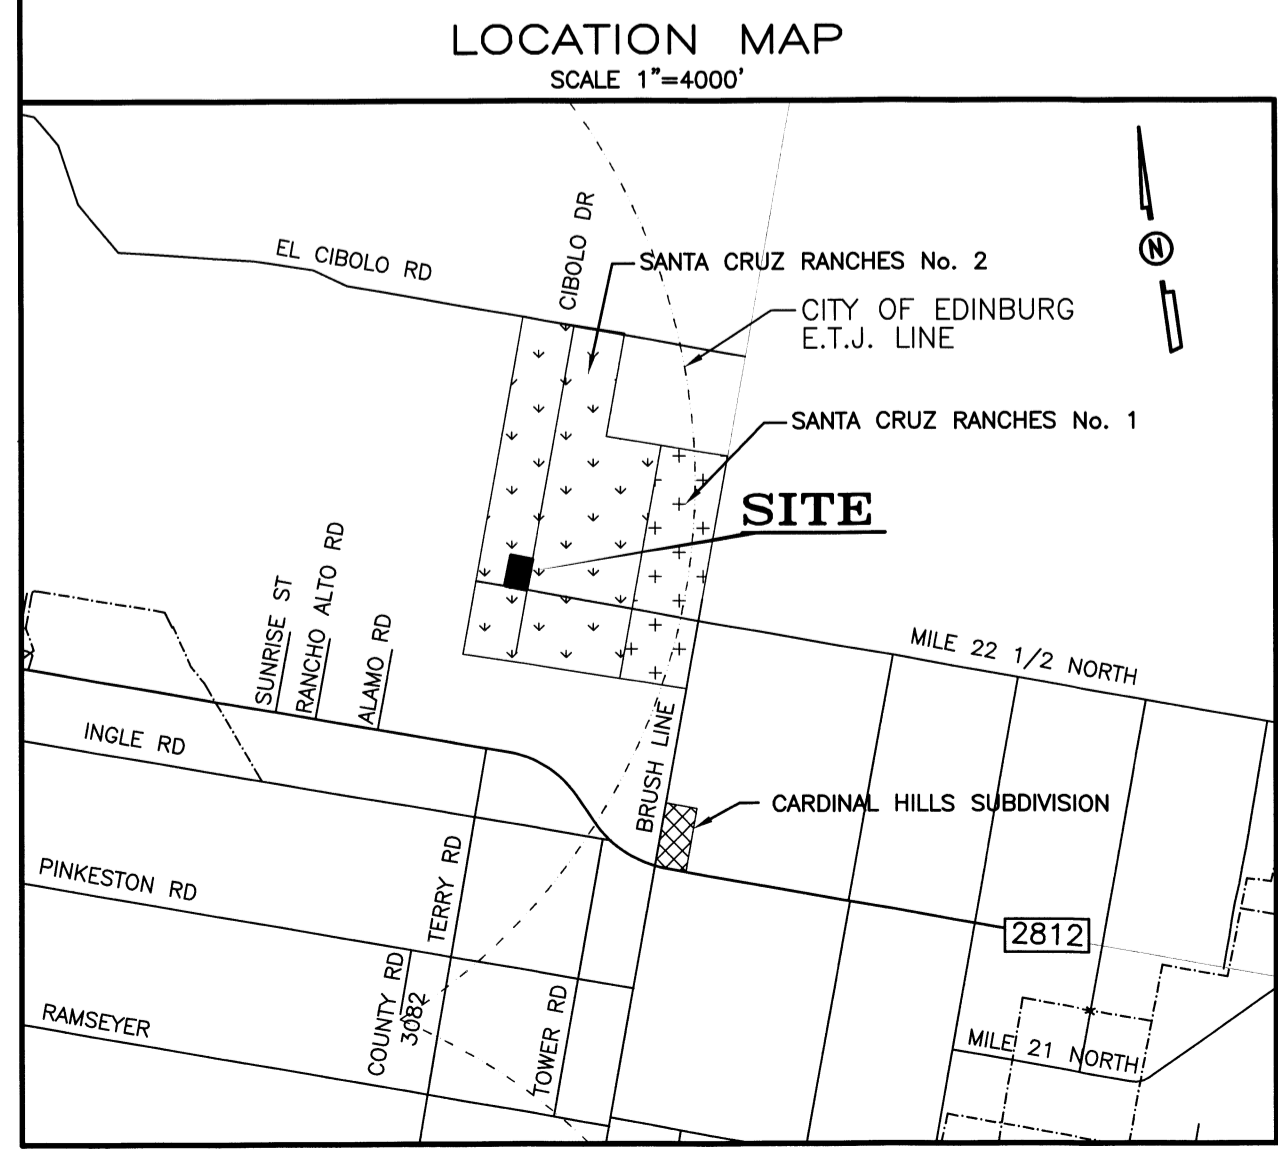 LOCATION MAP
SCALE 1"=4000'
N
EL CIBOLO RD
CIBOLO DR
SANTA CRUZ RANCHES No. 2
CITY OF EDINBURG
E.T.J. LINE
SANTA CRUZ RANCHES No. 1
SITE
SUNRISE ST
RANCHO ALTO RD
ALAMO RD
MILE 22 1/2 NORTH
INGLE RD
BRUSH LINE
CARDINAL HILLS SUBDIVISION
PINKESTON RD
TERRY RD
2812
COUNTY RD
3082
RAMSEYER
TOWER RD
MILE 21 NORTH